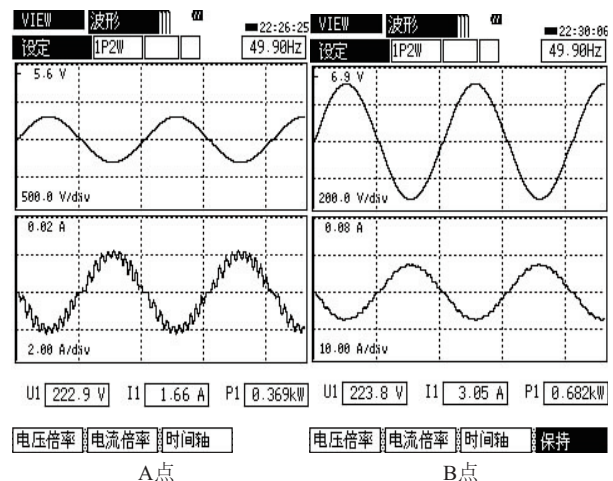 VIEW 波形 22:26:25
设定 1P2W 49.90Hz
5.6 V
500.0 V/div
0.02 A
2.00 A/div
U1 222.9 V I1 1.66 A P1 0.369kW
电压倍率 电流倍率 时间轴
A点
VIEW 波形 22:30:06
设定 1P2W 49.90Hz
6.9 V
200.0 V/div
0.08 A
10.00 A/div
U1 223.8 V I1 3.05 A P1 0.682kW
电压倍率 电流倍率 时间轴 保持
B点